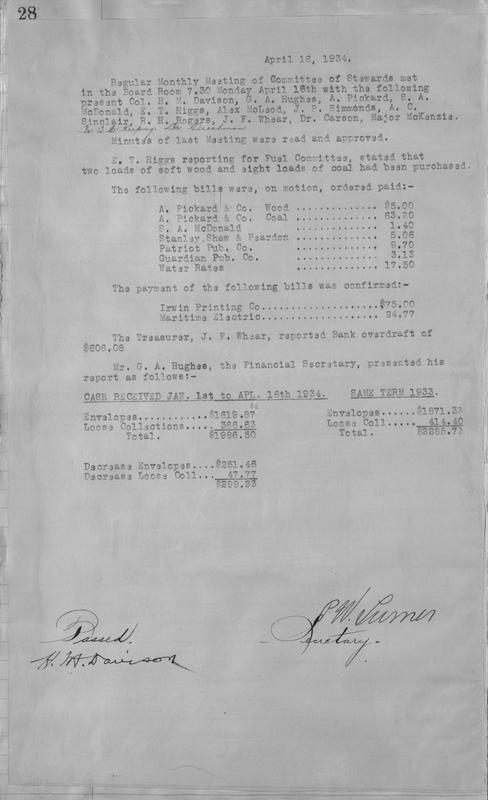 28
April 16, 1934.
Regular Monthly Meeting of Committee of Stewards met
in the Board Room 7.30 Monday April 16th with the following
present Col. H. M. Davison, G. A. Hughes, A. Pickard, S. A.
McDonald, E. T. Higgs, Alex McLeod, J. P. Simmonds, A. C.
Sinclair, R. H. Rogers, J. F. Whear, Dr. Carson, Major McKenzie.
Minutes of last Meeting were read and approved.
E. T. Higgs reporting for Fuel Committee, stated that
two loads of soft wood and eight loads of coal had been purchased.
The following bills were, on motion, ordered paid:-
A. Pickard & Co. Wood .............. $5.00
A. Pickard & Co. Coal .............. 63.20
S. A. McDonald .............. 1.40
Stanley, Shaw & Peardon .............. 5.06
Patriot Pub. Co. .............. 9.70
Guardian Pub. Co. .............. 3.13
Water Rates .............. 17.50
The payment of the following bills was confirmed:-
Irwin Printing Co.................... $75.00
Maritime Electric.................... 24.77
The Treasurer, J. F. Whear, reported Bank overdraft of
$606.08
Mr. G. A. Hughes, the Financial Secretary, presented his
report as follows:-
CASH RECEIVED JAN. 1st to APL. 16th 1934. SAME TERM 1933.
Envelopes............$1619.87 Envelopes......$1871.33
Loose Collections.... 366.63 Loose Coll..... 414.40
Total. $1986.50 Total. $2285.73
Decrease Envelopes....$251.46
Decrease Loose Coll... 47.77
$299.23
Passed.
H. M. Davison
P W Turner
Secretary.